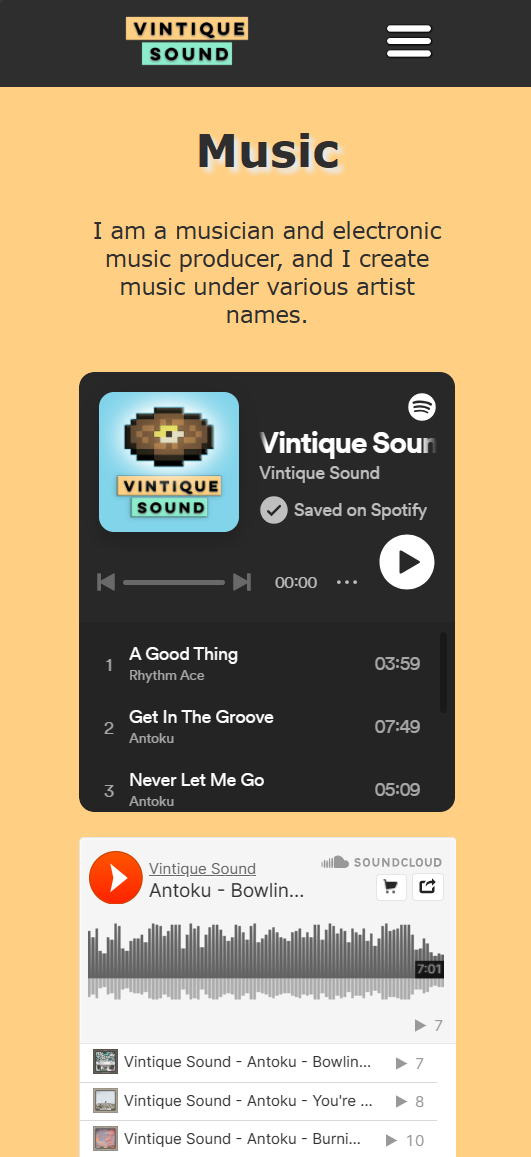 VINTIQUE
SOUND
Music
I am a musician and electronic
music producer, and I create
music under various artist
names.
VINTIQUE
SOUND
Vintique Soun
Vintique Sound
Saved on Spotify
00:00
1 A Good Thing 03:59
Rhythm Ace
2 Get In The Groove 07:49
Antoku
3 Never Let Me Go 05:09
Antoku
Vintique Sound
SOUNDCLOUD
Antoku - Bowlin...
7:01
7
Vintique Sound - Antoku - Bowlin... 7
Vintique Sound - Antoku - You're ... 8
Vintique Sound - Antoku - Burni... 10